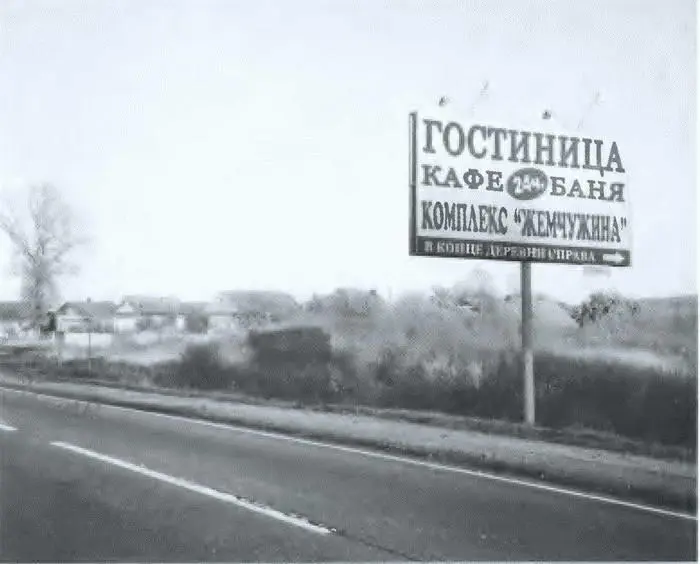 ГОСТИНИЦА
КАФЕ 24ч. БАНЯ
КОМПЛЕКС "ЖЕМЧУЖИНА"
В КОНЦЕ ДЕРЕВНИ СПРАВА